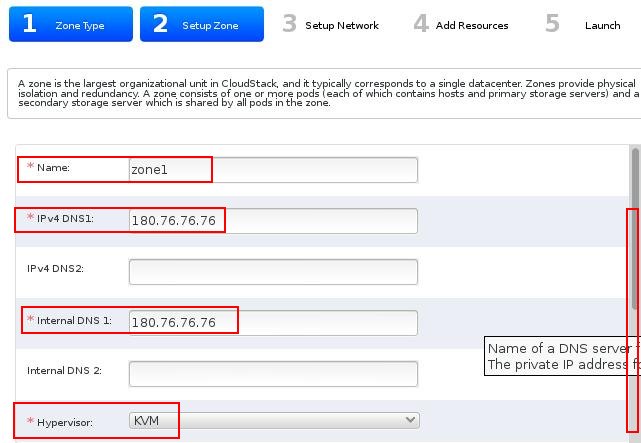 1 Zone Type 2 Setup Zone 3 Setup Network 4 Add Resources 5 Launch
A zone is the largest organizational unit in CloudStack, and it typically corresponds to a single datacenter. Zones provide physical
isolation and redundancy. A zone consists of one or more pods (each of which contains hosts and primary storage servers) and a
secondary storage server which is shared by all pods in the zone.
* Name: zone1
* IPv4 DNS1: 180.76.76.76
IPv4 DNS2:
* Internal DNS 1: 180.76.76.76
Name of a DNS server
The private IP address
Internal DNS 2:
* Hypervisor: KVM